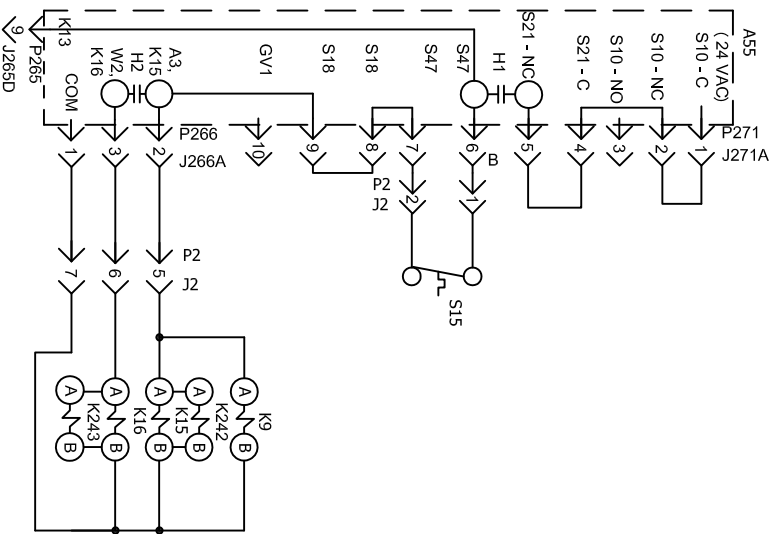 A55
(24 VAC)
S10 - C
S10 - NC
S10 - NO
S21 - C
S21 - NC
H1
S47
S47
S18
S18
GV1
A3,
K15
H2
W2,
K16
COM
K13
P265
J265D
9
P271
J271A
1
2
3
4
5
6
B
7
8
9
10
P266
J266A
2
3
1
P2
J2
2
1
S15
P2
J2
5
6
7
A
A
A
A
A
K9
K242
K15
K16
K243
B
B
B
B
B